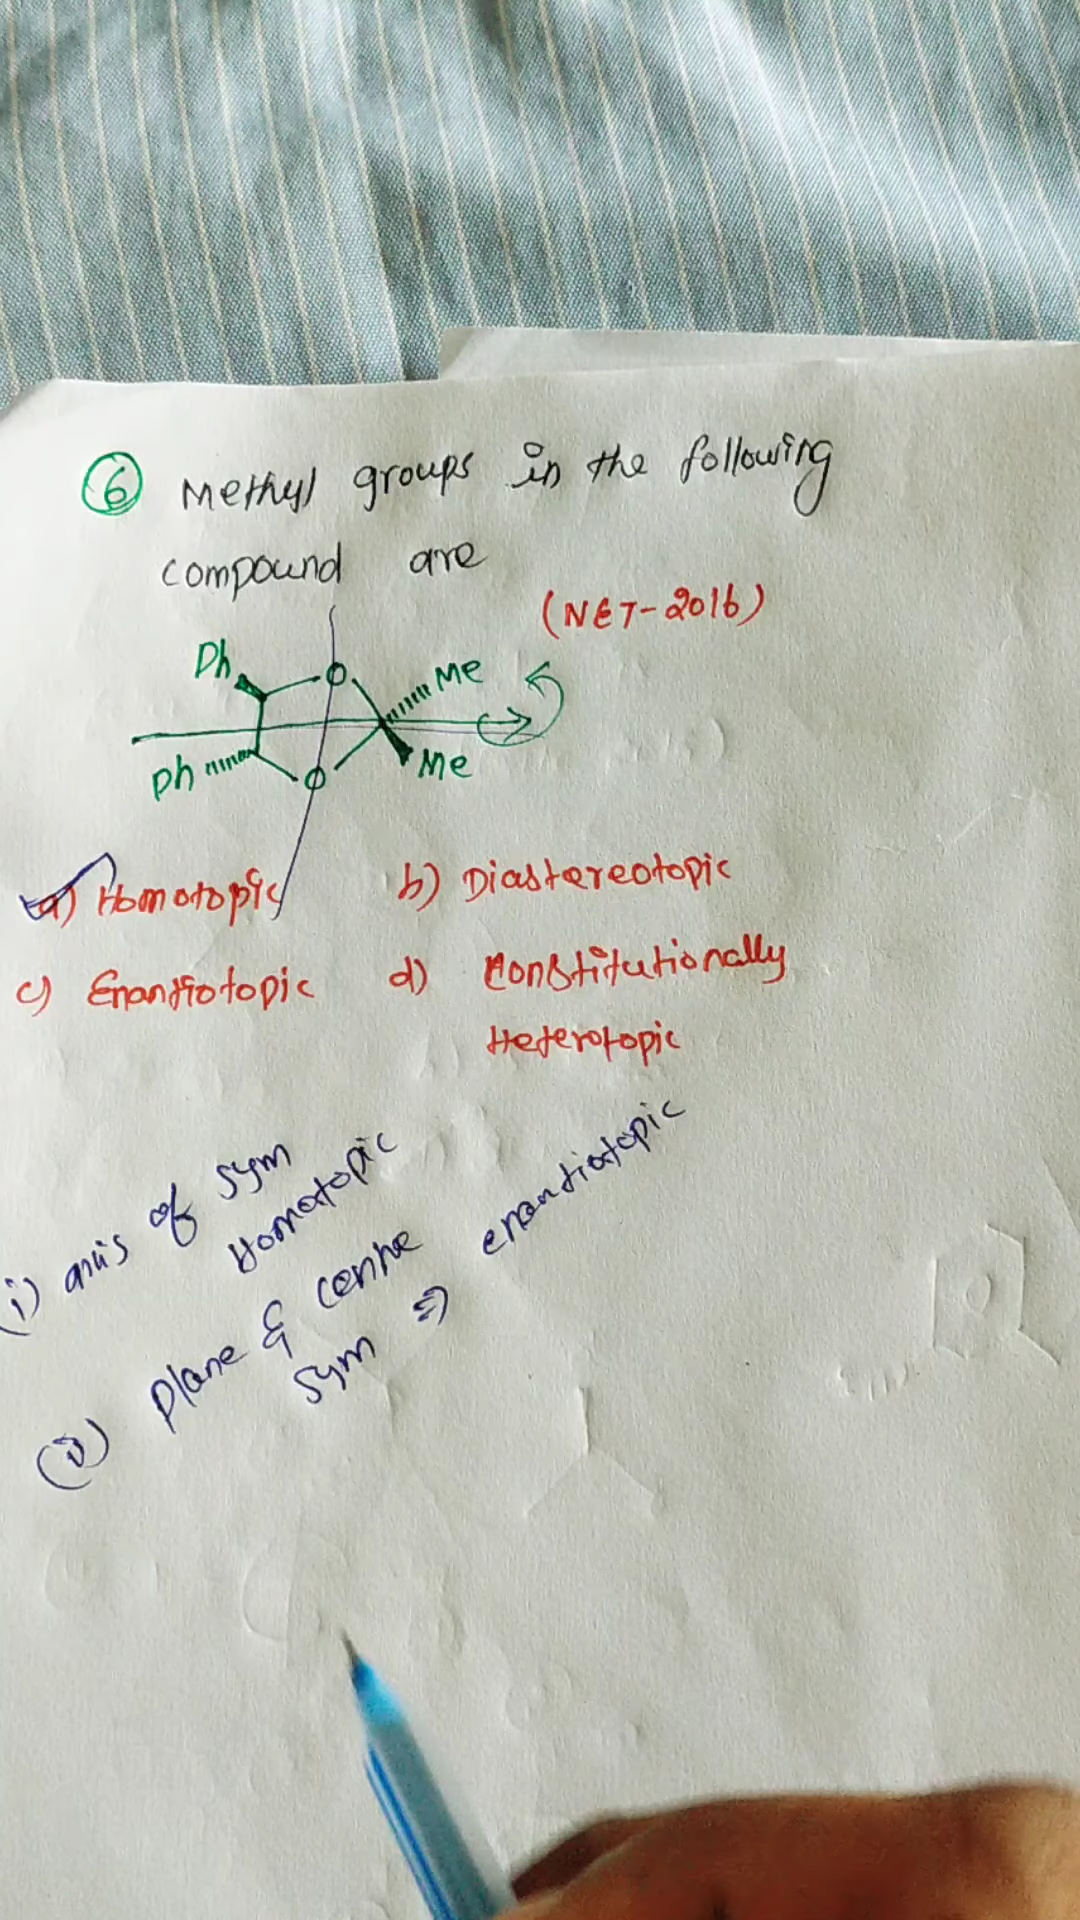 6 Methyl groups in the following
compound are
(NET-2016)
Ph O Me
Ph O Me
a) Homotopic b) Diastereotopic
c) Enantiotopic d) Constitutionally
Heterotopic
(i) axis of sym
Homotopic
(ii) plane & centre
sym ⇒ enantiotopic